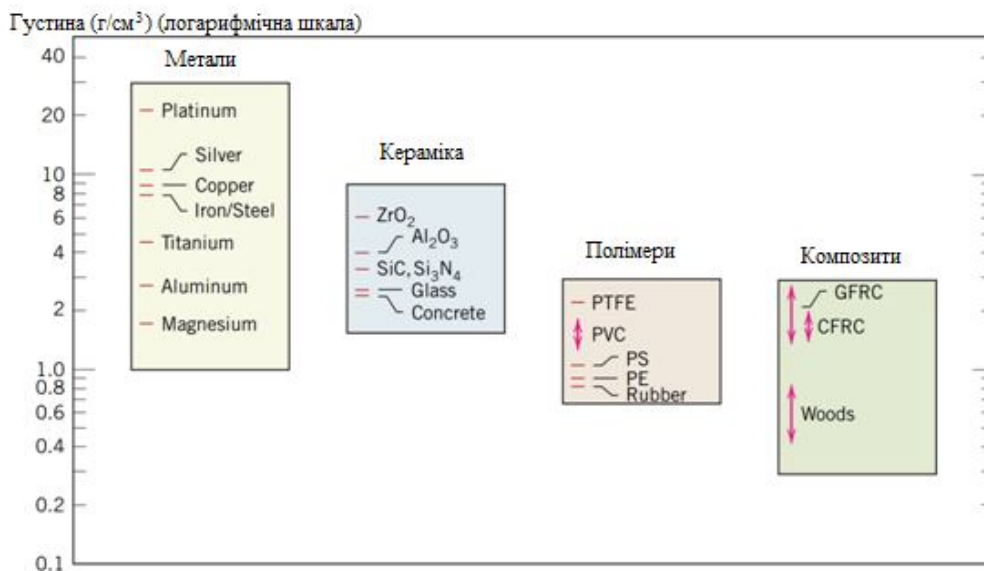 Густина (г/см³) (логарифмічна шкала)
40
20
10
8
6
4
2
1.0
0.8
0.6
0.4
0.2
0.1
Метали
Platinum
Silver
Copper
Iron/Steel
Titanium
Aluminum
Magnesium
Кераміка
ZrO₂
Al₂O₃
SiC, Si₃N₄
Glass
Concrete
Полімери
PTFE
PVC
PS
PE
Rubber
Композити
GFRC
CFRC
Woods